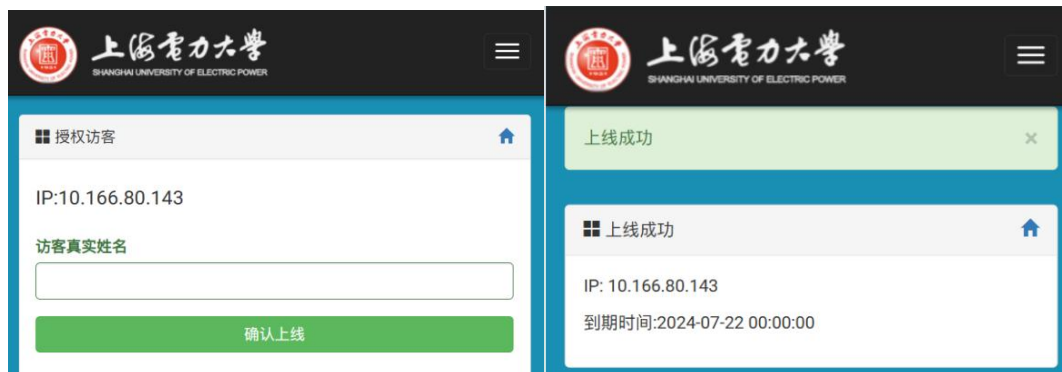 上海電力大學
SHANGHAI UNIVERSITY OF ELECTRIC POWER
授权访客
IP:10.166.80.143
访客真实姓名
确认上线
上海電力大學
SHANGHAI UNIVERSITY OF ELECTRIC POWER
上线成功
×
上线成功
IP: 10.166.80.143
到期时间:2024-07-22 00:00:00